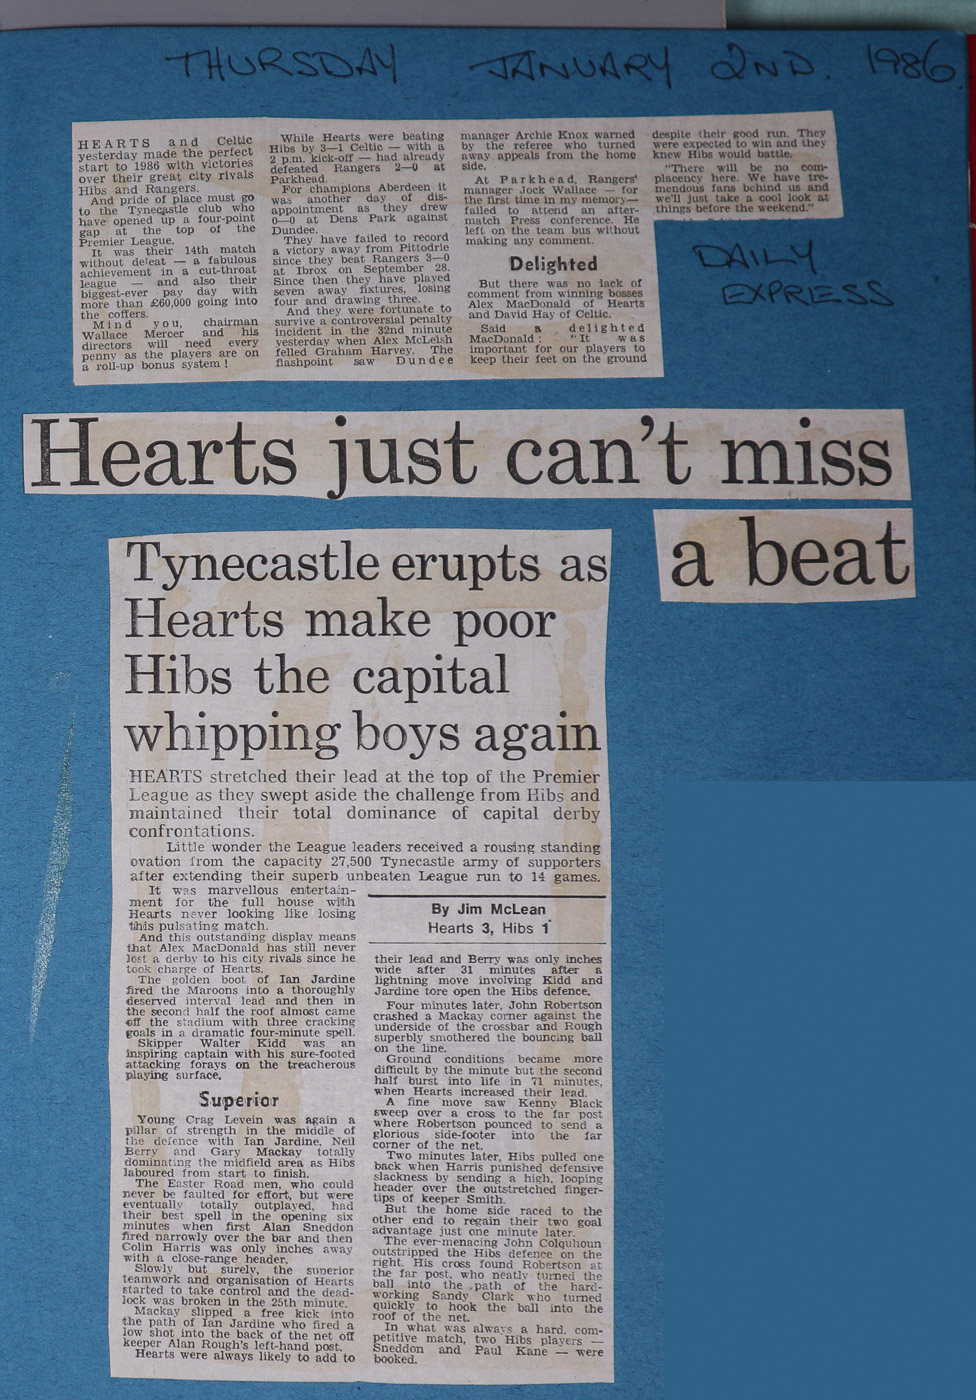 THURSDAY JANUARY 2ND. 1986
HEARTS and Celtic
yesterday made the perfect
start to 1986 with victories
over their great city rivals
Hibs and Rangers.
And pride of place must go
to the Tynecastle club who
have opened up a four-point
gap at the top of the
Premier League.
It was their 14th match
without defeat — a fabulous
achievement in a cut-throat
league — and also their
biggest-ever pay day with
more than £60,000 going into
the coffers.
Mind you, chairman
Wallace Mercer and his
directors will need every
penny as the players are on
a roll-up bonus system !
While Hearts were beating
Hibs by 3—1 Celtic — with a
2 p.m. kick-off — had already
defeated Rangers 2—0 at
Parkhead.
For champions Aberdeen it
was another day of dis-
appointment as they drew
0—0 at Dens Park against
Dundee.
They have failed to record
a victory away from Pittodrie
since they beat Rangers 3—0
at Ibrox on September 28.
Since then they have played
seven away fixtures, losing
four and drawing three.
And they were fortunate to
survive a controversial penalty
incident in the 32nd minute
yesterday when Alex McLeish
felled Graham Harvey. The
flashpoint saw Dundee
manager Archie Knox warned
by the referee who turned
away appeals from the home
side.
At Parkhead, Rangers'
manager Jock Wallace — for
the first time in my memory—
failed to attend an after-
match Press conference. He
left on the team bus without
making any comment.
Delighted
But there was no lack of
comment from winning bosses
Alex MacDonald of Hearts
and David Hay of Celtic.
Said a delighted
MacDonald: "It was
important for our players to
keep their feet on the ground
despite their good run. They
were expected to win and they
knew Hibs would battle.
"There will be no com-
placency here. We have tre-
mendous fans behind us and
we'll just take a cool look at
things before the weekend."
DAILY
EXPRESS
Hearts just can't miss
a beat
Tynecastle erupts as
Hearts make poor
Hibs the capital
whipping boys again
HEARTS stretched their lead at the top of the Premier
League as they swept aside the challenge from Hibs and
maintained their total dominance of capital derby
confrontations.
Little wonder the League leaders received a rousing standing
ovation from the capacity 27,500 Tynecastle army of supporters
after extending their superb unbeaten League run to 14 games.
It was marvellous entertain-
ment for the full house with
Hearts never looking like losing
this pulsating match.
And this outstanding display means
that Alex MacDonald has still never
lost a derby to his city rivals since he
took charge of Hearts.
The golden boot of Ian Jardine
fired the Maroons into a thoroughly
deserved interval lead and then in
the second half the roof almost came
off the stadium with three cracking
goals in a dramatic four-minute spell.
Skipper Walter Kidd was an
inspiring captain with his sure-footed
attacking forays on the treacherous
playing surface.
Superior
Young Crag Levein was again a
pillar of strength in the middle of
the defence with Ian Jardine, Neil
Berry and Gary Mackay totally
dominating the midfield area as Hibs
laboured from start to finish.
The Easter Road men, who could
never be faulted for effort, but were
eventually totally outplayed, had
their best spell in the opening six
minutes when first Alan Sneddon
fired narrowly over the bar and then
Colin Harris was only inches away
with a close-range header.
Slowly but surely, the superior
teamwork and organisation of Hearts
started to take control and the dead-
lock was broken in the 25th minute.
Mackay slipped a free kick into
the path of Ian Jardine who fired a
low shot into the back of the net off
keeper Alan Rough's left-hand post.
Hearts were always likely to add to
By Jim McLean
Hearts 3, Hibs 1
their lead and Berry was only inches
wide after 31 minutes after a
lightning move involving Kidd and
Jardine tore open the Hibs defence.
Four minutes later, John Robertson
crashed a Mackay corner against the
underside of the crossbar and Rough
superbly smothered the bouncing ball
on the line.
Ground conditions became more
difficult by the minute but the second
half burst into life in 71 minutes,
when Hearts increased their lead.
A fine move saw Kenny Black
sweep over a cross to the far post
where Robertson pounced to send a
glorious side-footer into the far
corner of the net.
Two minutes later, Hibs pulled one
back when Harris punished defensive
slackness by sending a high, looping
header over the outstretched finger-
tips of keeper Smith.
But the home side raced to the
other end to regain their two goal
advantage just one minute later.
The ever-menacing John Colquhoun
outstripped the Hibs defence on the
right. His cross found Robertson at
the far post, who neatly turned the
ball into the path of the hard-
working Sandy Clark who turned
quickly to hook the ball into the
roof of the net.
In what was always a hard, com-
petitive match, two Hibs players —
Sneddon and Paul Kane — were
booked.